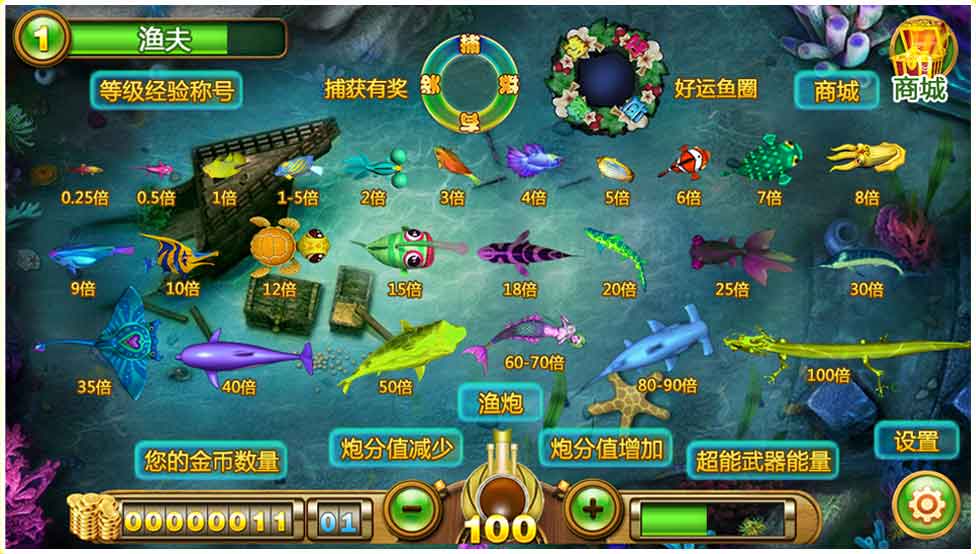 1
渔夫
等级经验称号
捕获有奖
捕
好运鱼圈
商城
商城
0.25倍
0.5倍
1倍
1-5倍
2倍
3倍
4倍
5倍
6倍
7倍
8倍
9倍
10倍
12倍
15倍
18倍
20倍
25倍
30倍
35倍
40倍
50倍
60-70倍
80-90倍
100倍
渔炮
您的金币数量
炮分值减少
炮分值增加
超能武器能量
设置
00000011
01
-
100
+